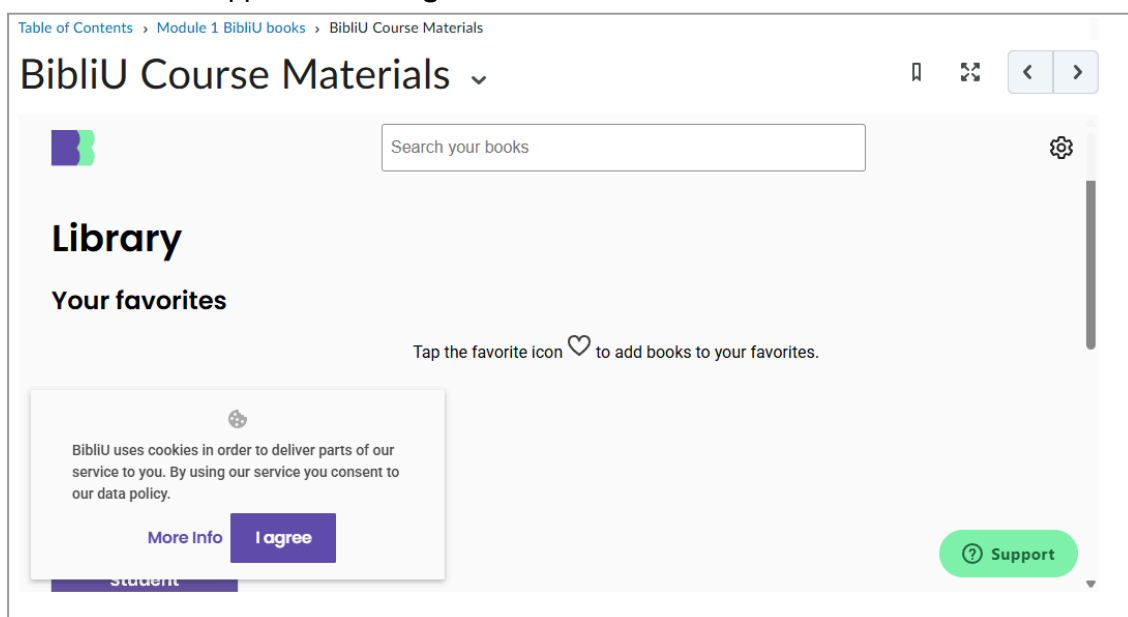 Table of Contents › Module 1 BibliU books › BibliU Course Materials
BibliU Course Materials
Search your books
Library
Your favorites
Tap the favorite icon to add books to your favorites.
BibliU uses cookies in order to deliver parts of our
service to you. By using our service you consent to
our data policy.
More Info I agree
Support
Student